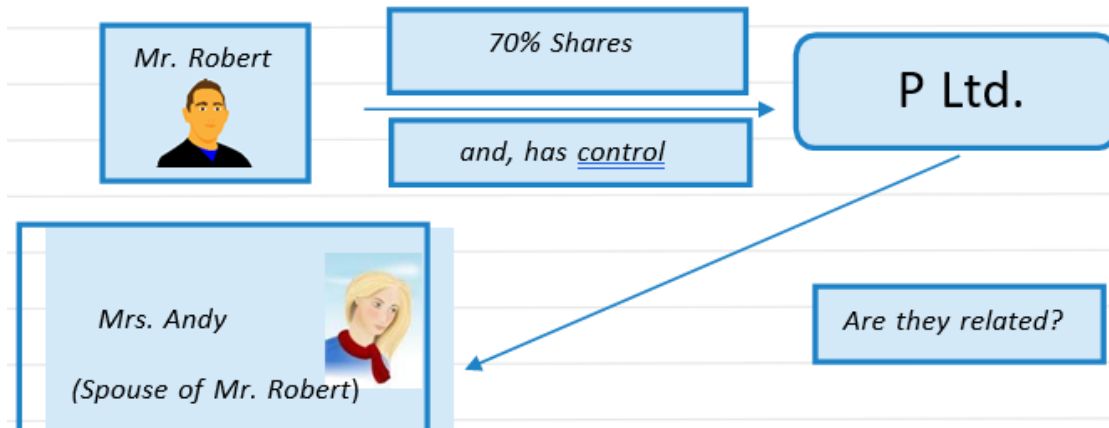 Mr. Robert
70% Shares
and, has control
P Ltd.
Mrs. Andy
(Spouse of Mr. Robert)
Are they related?